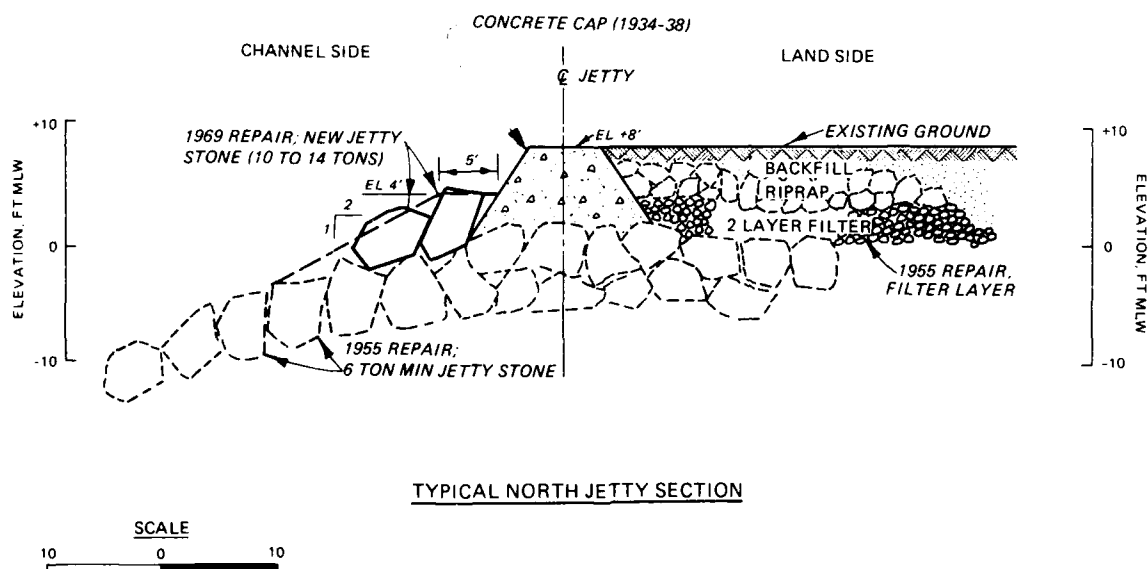 CONCRETE CAP (1934-38)
CHANNEL SIDE
LAND SIDE
℄ JETTY
+10
1969 REPAIR; NEW JETTY
STONE (10 TO 14 TONS)
5'
EL +8'
EXISTING GROUND
+10
EL 4'
BACKFILL
RIPRAP
2
1
2 LAYER FILTER
ELEVATION, FT MLW
0
0
ELEVATION, FT MLW
1955 REPAIR,
FILTER LAYER
-10
1955 REPAIR;
6 TON MIN JETTY STONE
-10
TYPICAL NORTH JETTY SECTION
SCALE
10 0 10